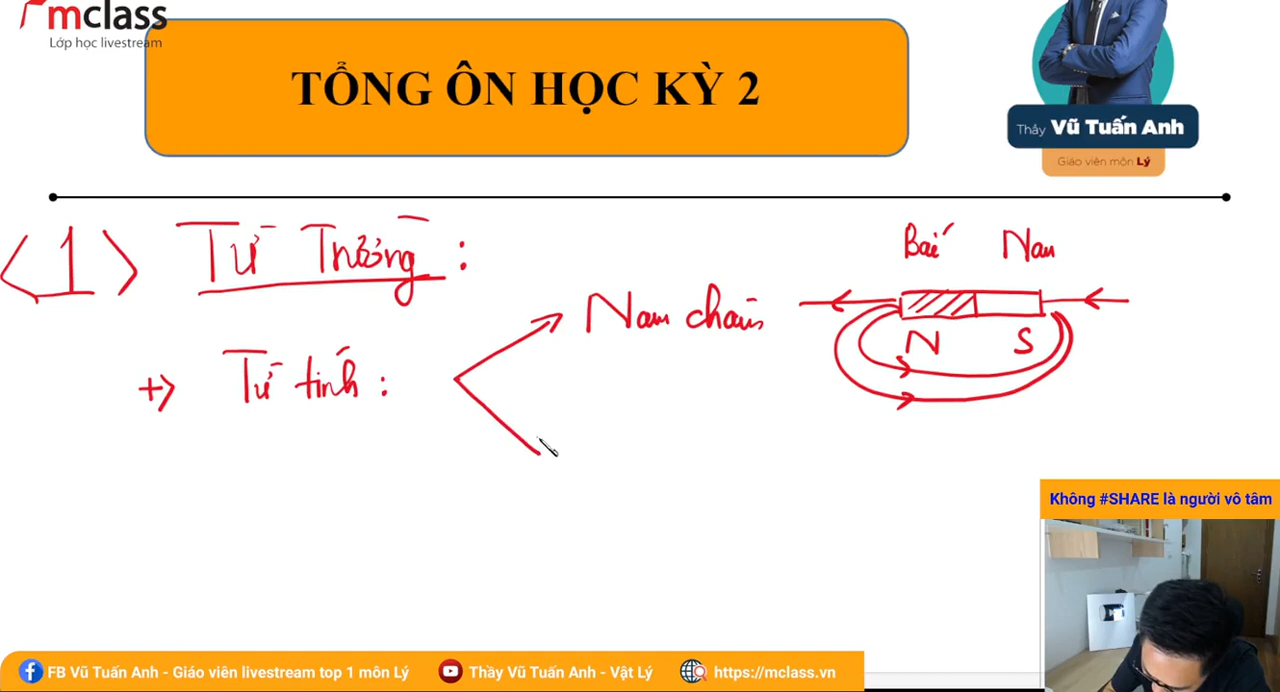 mclass
Lớp học livestream
TỔNG ÔN HỌC KỲ 2
Thầy Vũ Tuấn Anh
Giáo viên môn Lý
<1> Từ Trường :
Bắc Nam
Nam châm
N S
+> Từ tính :
Không #SHARE là người vô tâm
FB Vũ Tuấn Anh - Giáo viên livestream top 1 môn Lý
Thầy Vũ Tuấn Anh - Vật Lý
https://mclass.vn